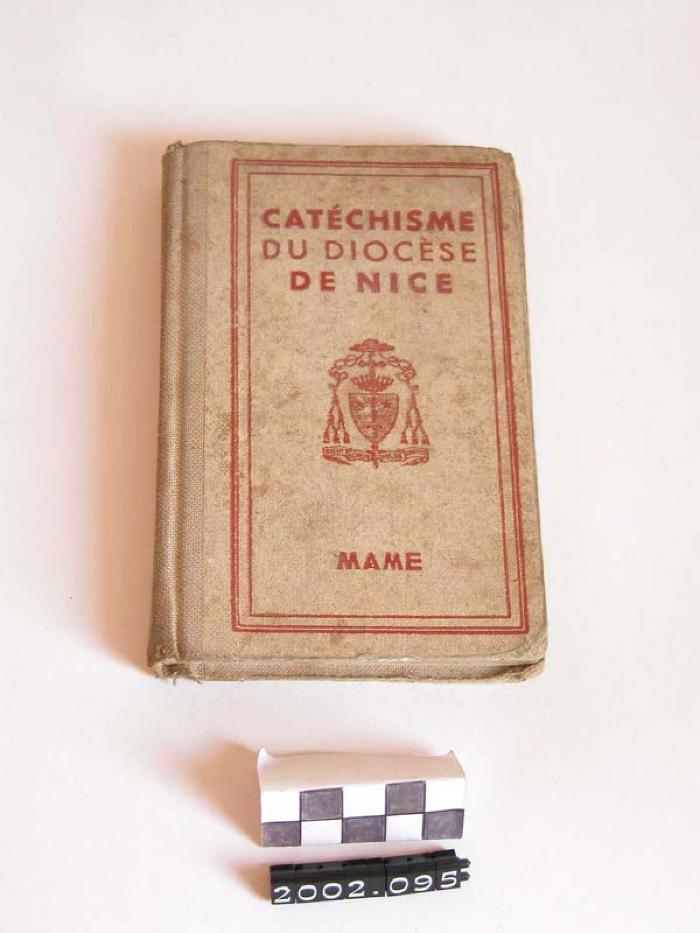 CATÉCHISME
DU DIOCÈSE
DE NICE
MAME
2002.095